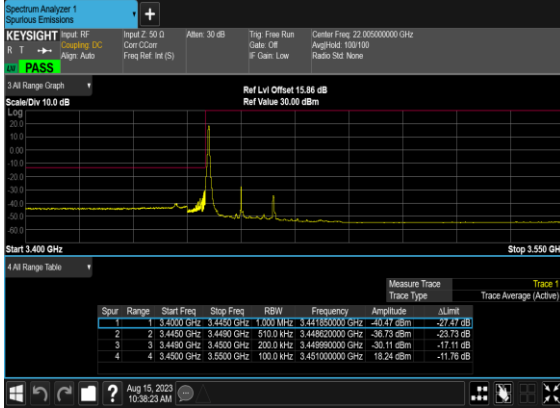 Spectrum Analyzer 1
Spurious Emissions
+
KEYSIGHT Input: RF Input Z: 50 Ω Atten: 30 dB Trig: Free Run Center Freq: 22.005000000 GHz
R T Coupling: DC Corr CCorr Gate: Off Avg|Hold: 100/100
Align: Auto Freq Ref: Int (S) IF Gain: Low Radio Std: None
LXI PASS
3 All Range Graph
Ref Lvl Offset 15.86 dB
Scale/Div 10.0 dB Ref Value 30.00 dBm
Log
20.0
10.0
0.00
-10.0
-20.0
-30.0
-40.0
-50.0
-60.0
Start 3.400 GHz Stop 3.550 GH
4 All Range Table
Measure Trace Trace 1
Trace Type Trace Average (Active)
Spur Range Start Freq Stop Freq RBW Frequency Amplitude ΔLimit
1 1 3.4000 GHz 3.4450 GHz 1.000 MHz 3.441850000 GHz -40.47 dBm -27.47 dB
2 2 3.4450 GHz 3.4490 GHz 510.0 kHz 3.448620000 GHz -36.73 dBm -23.73 dB
3 3 3.4490 GHz 3.4500 GHz 200.0 kHz 3.449990000 GHz -30.11 dBm -17.11 dB
4 4 3.4500 GHz 3.5500 GHz 100.0 kHz 3.451000000 GHz 18.24 dBm -11.76 dB
? Aug 15, 2023
10:38:23 AM